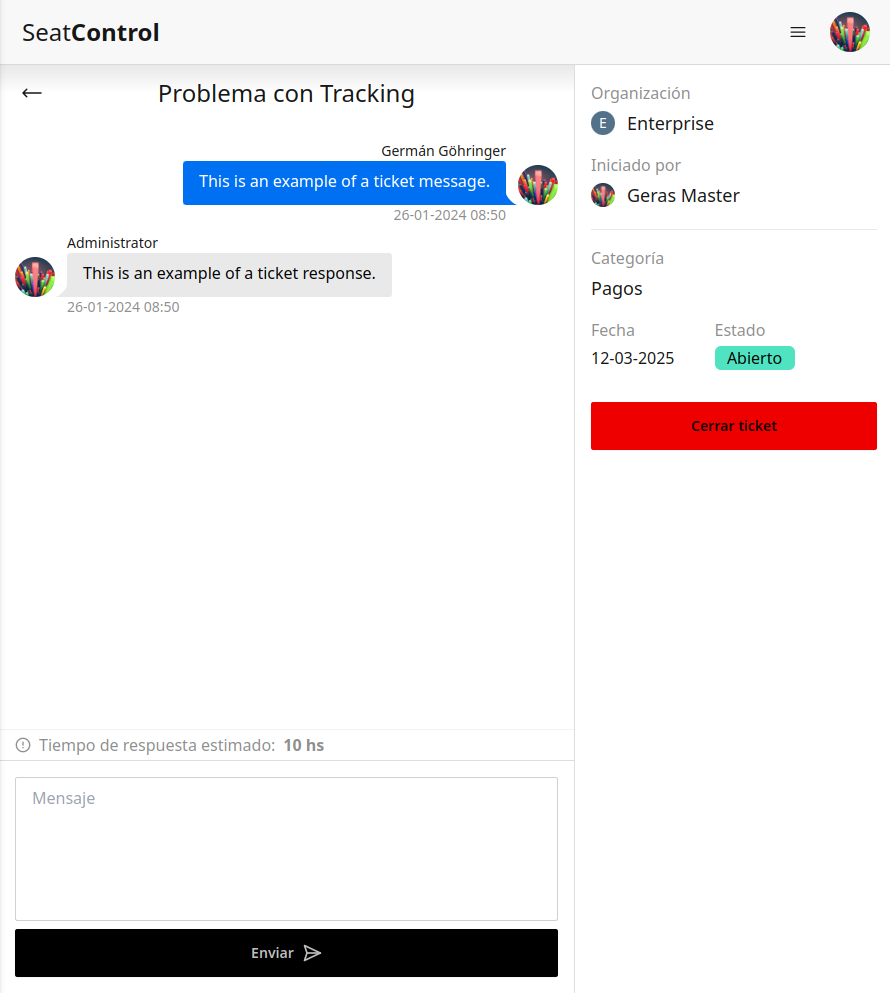 SeatControl
Problema con Tracking
Germán Göhringer
This is an example of a ticket message.
26-01-2024 08:50
Administrator
This is an example of a ticket response.
26-01-2024 08:50
Tiempo de respuesta estimado: 10 hs
Mensaje
Enviar
Organización
E Enterprise
Iniciado por
Geras Master
Categoría
Pagos
Fecha Estado
12-03-2025 Abierto
Cerrar ticket